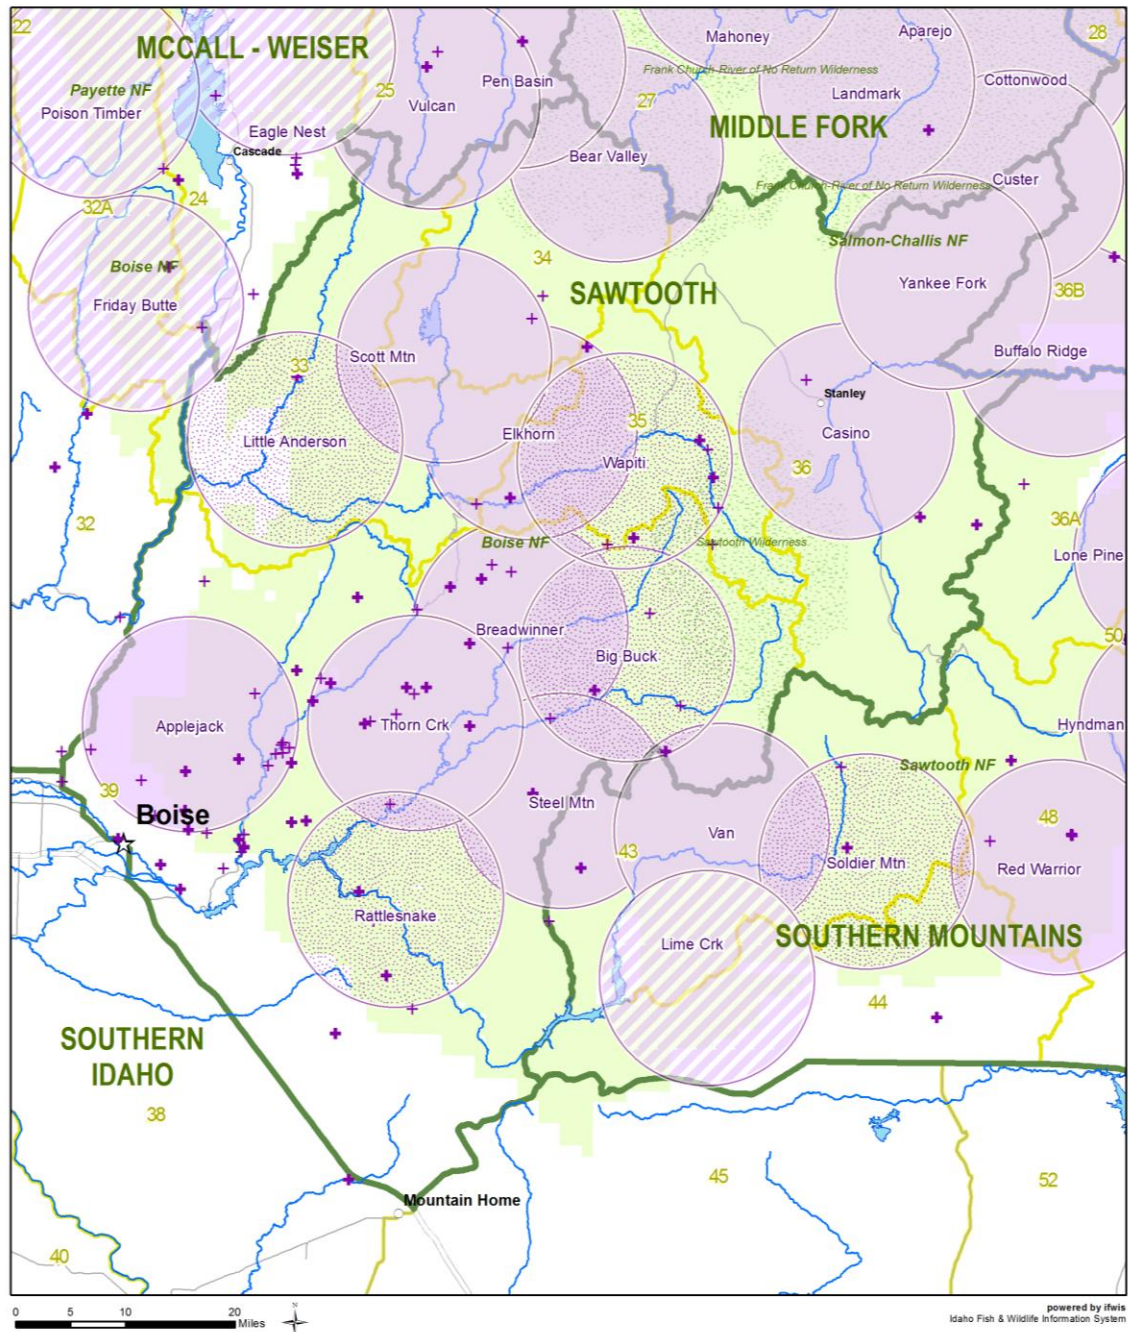 22
MCCALL - WEISER
Payette NF
Poison Timber
Eagle Nest
Cascade
25
Vulcan
Pen Basin
27
Mahoney
Frank Church-River of No Return Wilderness
Aparejo
28
Cottonwood
Landmark
MIDDLE FORK
Bear Valley
Frank Church-River of No Return Wilderness
Custer
32A
24
Boise NF
Friday Butte
34
Salmon-Challis NF
SAWTOOTH
Yankee Fork
36B
Buffalo Ridge
33
Scott Mtn
Stanley
Little Anderson
Elkhorn
35
Wapiti
Casino
36
32
Boise NF
Sawtooth Wilderness
36A
Lone Pine
Breadwinner
Big Buck
50
Applejack
Thorn Crk
Hyndman
39
Boise
Sawtooth NF
Steel Mtn
Van
43
48
Soldier Mtn
Red Warrior
Rattlesnake
Lime Crk
SOUTHERN MOUNTAINS
44
SOUTHERN
IDAHO
38
45
52
Mountain Home
40
0 5 10 20
Miles
N
powered by ifwis
Idaho Fish & Wildlife Information System